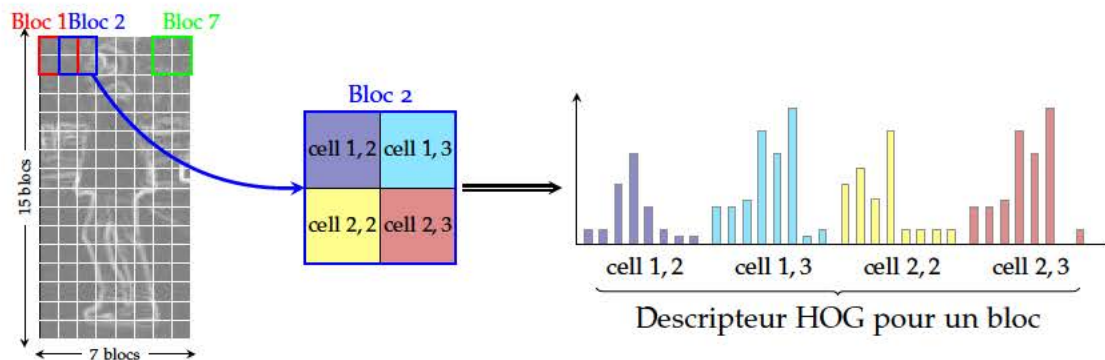 Bloc 1 Bloc 2 Bloc 7
15 blocs
7 blocs
Bloc 2
cell 1, 2 cell 1, 3
cell 2, 2 cell 2, 3
cell 1, 2 cell 1, 3 cell 2, 2 cell 2, 3
Descripteur HOG pour un bloc